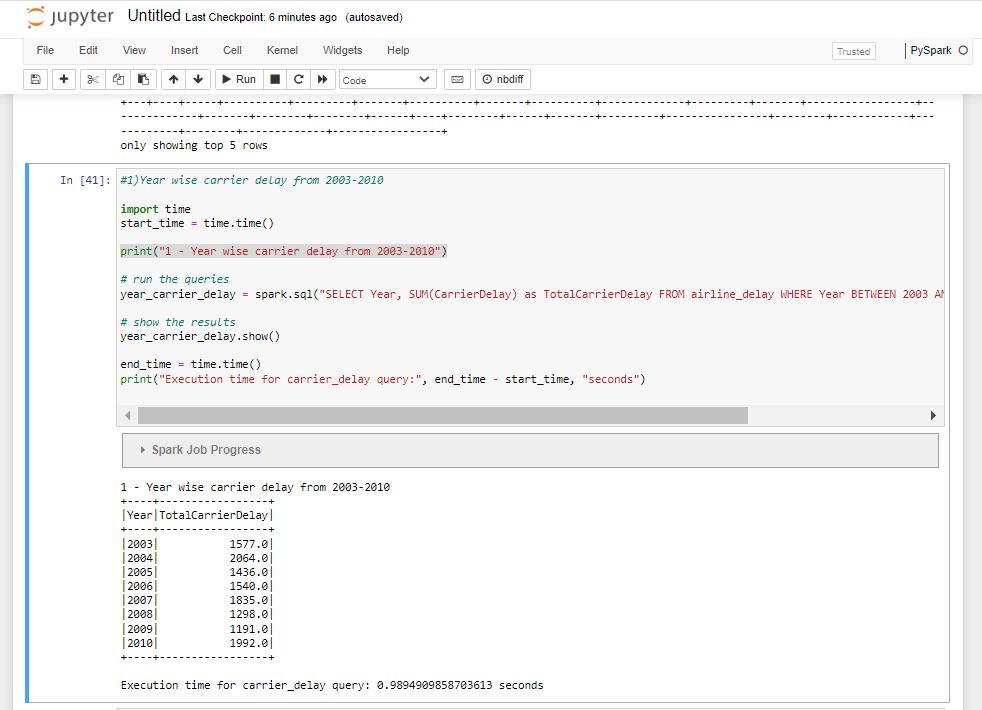 jupyter Untitled Last Checkpoint: 6 minutes ago (autosaved)
File Edit View Insert Cell Kernel Widgets Help Trusted PySpark
Run Code nbdiff
+----+----+-----+----------+---------+-------+---------+-------+----------+-------------+----------+-------+-----------------+--
-------------+-------+--------+--------+------+----+--------+------+-------+--------+-----------------+--------+------------+---
----------+--------+-------------+-----------------+
only showing top 5 rows
In [41]: #1)Year wise carrier delay from 2003-2010
import time
start_time = time.time()
print("1 - Year wise carrier delay from 2003-2010")
# run the queries
year_carrier_delay = spark.sql("SELECT Year, SUM(CarrierDelay) as TotalCarrierDelay FROM airline_delay WHERE Year BETWEEN 2003 AN
# show the results
year_carrier_delay.show()
end_time = time.time()
print("Execution time for carrier_delay query:", end_time - start_time, "seconds")
Spark Job Progress
1 - Year wise carrier delay from 2003-2010
+----+-----------------+
|Year|TotalCarrierDelay|
+----+-----------------+
|2003| 1577.0|
|2004| 2064.0|
|2005| 1436.0|
|2006| 1540.0|
|2007| 1835.0|
|2008| 1298.0|
|2009| 1191.0|
|2010| 1992.0|
+----+-----------------+
Execution time for carrier_delay query: 0.9894909858703613 seconds